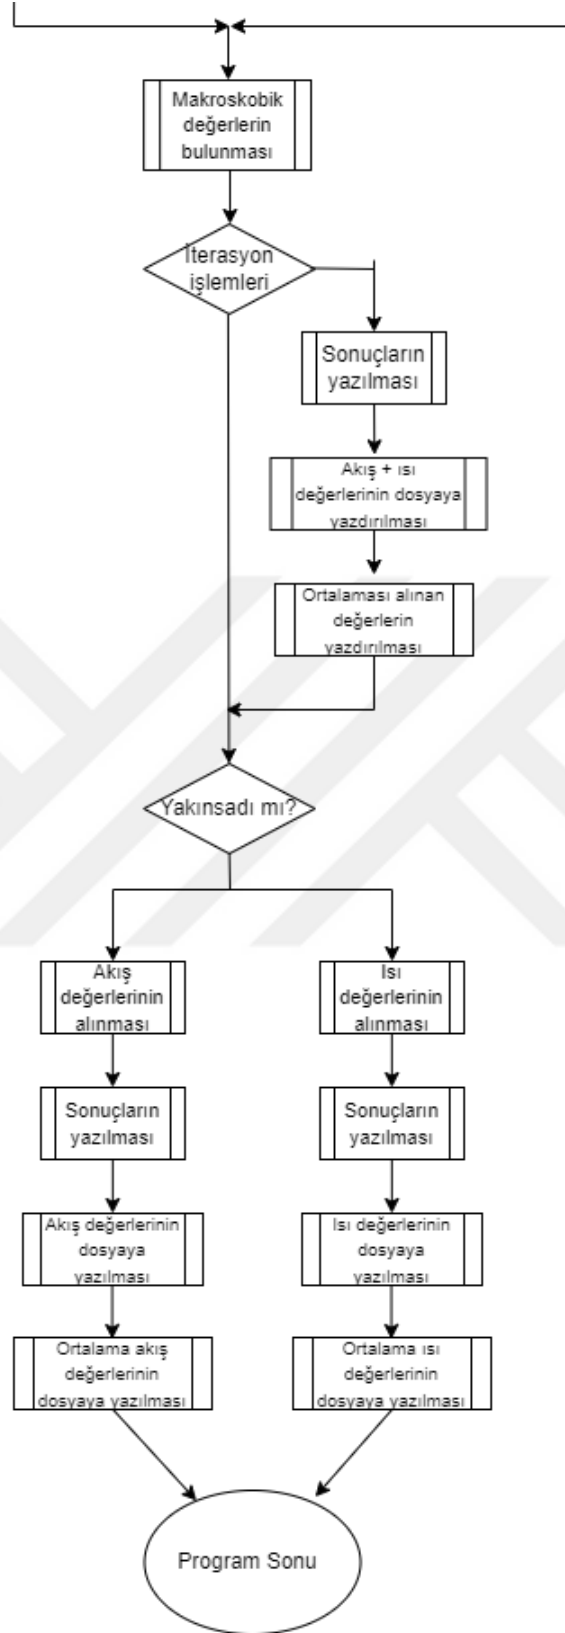 Makroskobik
değerlerin
bulunması
İterasyon
işlemleri
Sonuçların
yazılması
Akış + ısı
değerlerinin dosyaya
yazdırılması
Ortalaması alınan
değerlerin
yazdırılması
Yakınsadı mı?
Akış
değerlerinin
alınması
Isı
değerlerinin
alınması
Sonuçların
yazılması
Sonuçların
yazılması
Akış değerlerinin
dosyaya
yazılması
Isı değerlerinin
dosyaya
yazılması
Ortalama akış
değerlerinin
dosyaya yazılması
Ortalama ısı
değerlerinin
dosyaya yazılması
Program Sonu